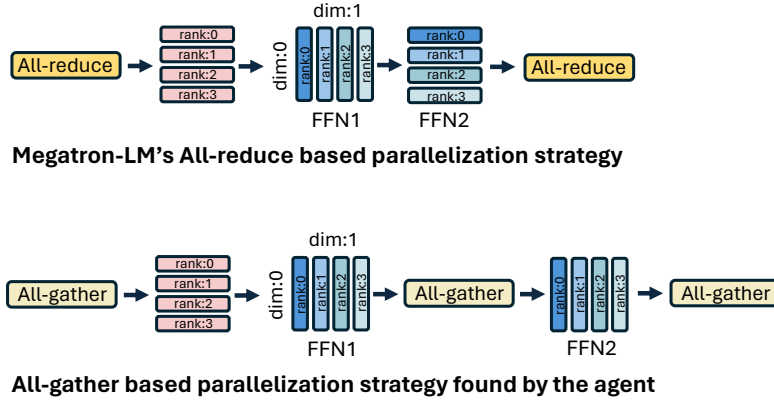 dim:1
All-reduce
rank:0
rank:1
rank:2
rank:3
dim:0
rank:0
rank:1
rank:2
rank:3
rank:0
rank:1
rank:2
rank:3
All-reduce
FFN1
FFN2
Megatron-LM's All-reduce based parallelization strategy
dim:1
All-gather
rank:0
rank:1
rank:2
rank:3
dim:0
rank:0
rank:1
rank:2
rank:3
All-gather
rank:0
rank:1
rank:2
rank:3
All-gather
FFN1
FFN2
All-gather based parallelization strategy found by the agent